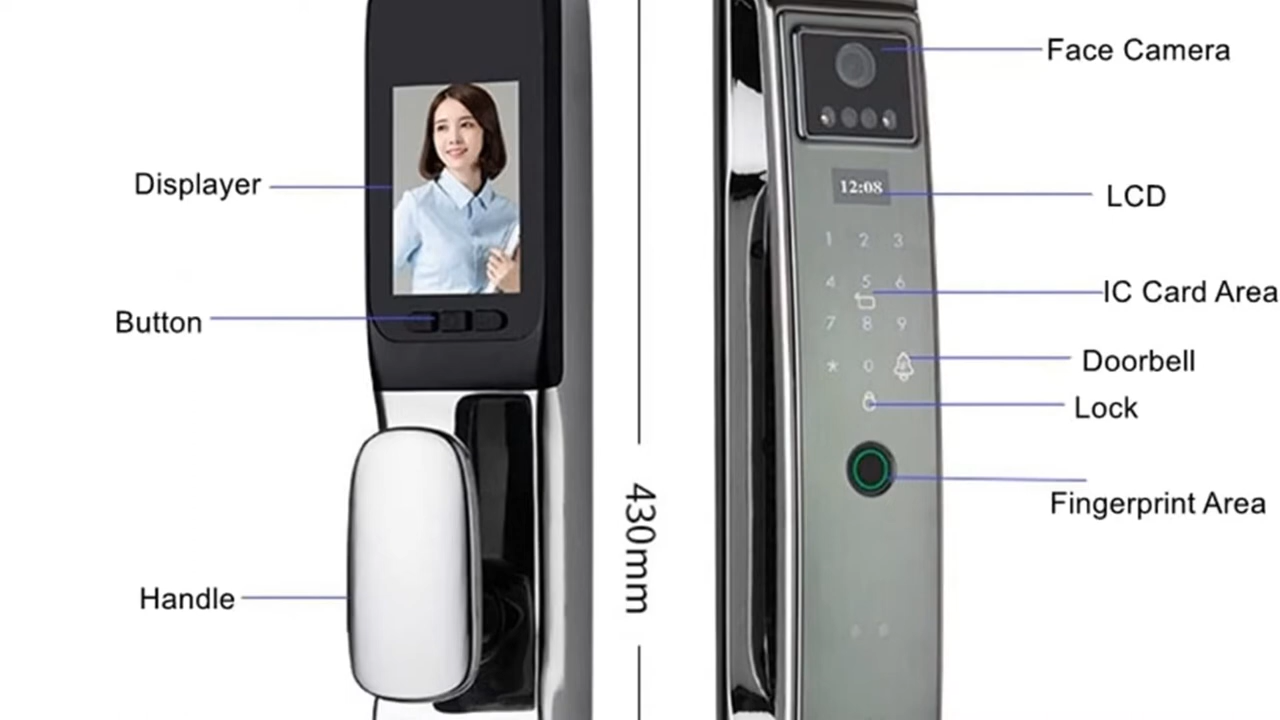 Face Camera
Displayer
12:08
LCD
1 2 3
4 5 6
IC Card Area
Button
7 8 9
* 0
Doorbell
Lock
430mm
Fingerprint Area
Handle